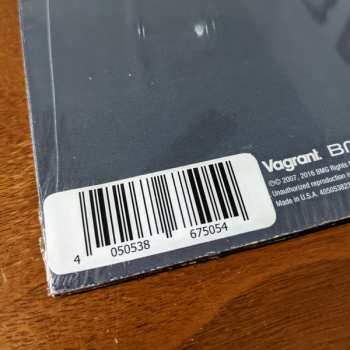 Vagrant
℗© 2007, 2016 BMG Rights
Unauthorized reproduction
Made in U.S.A.
4 050538 675054